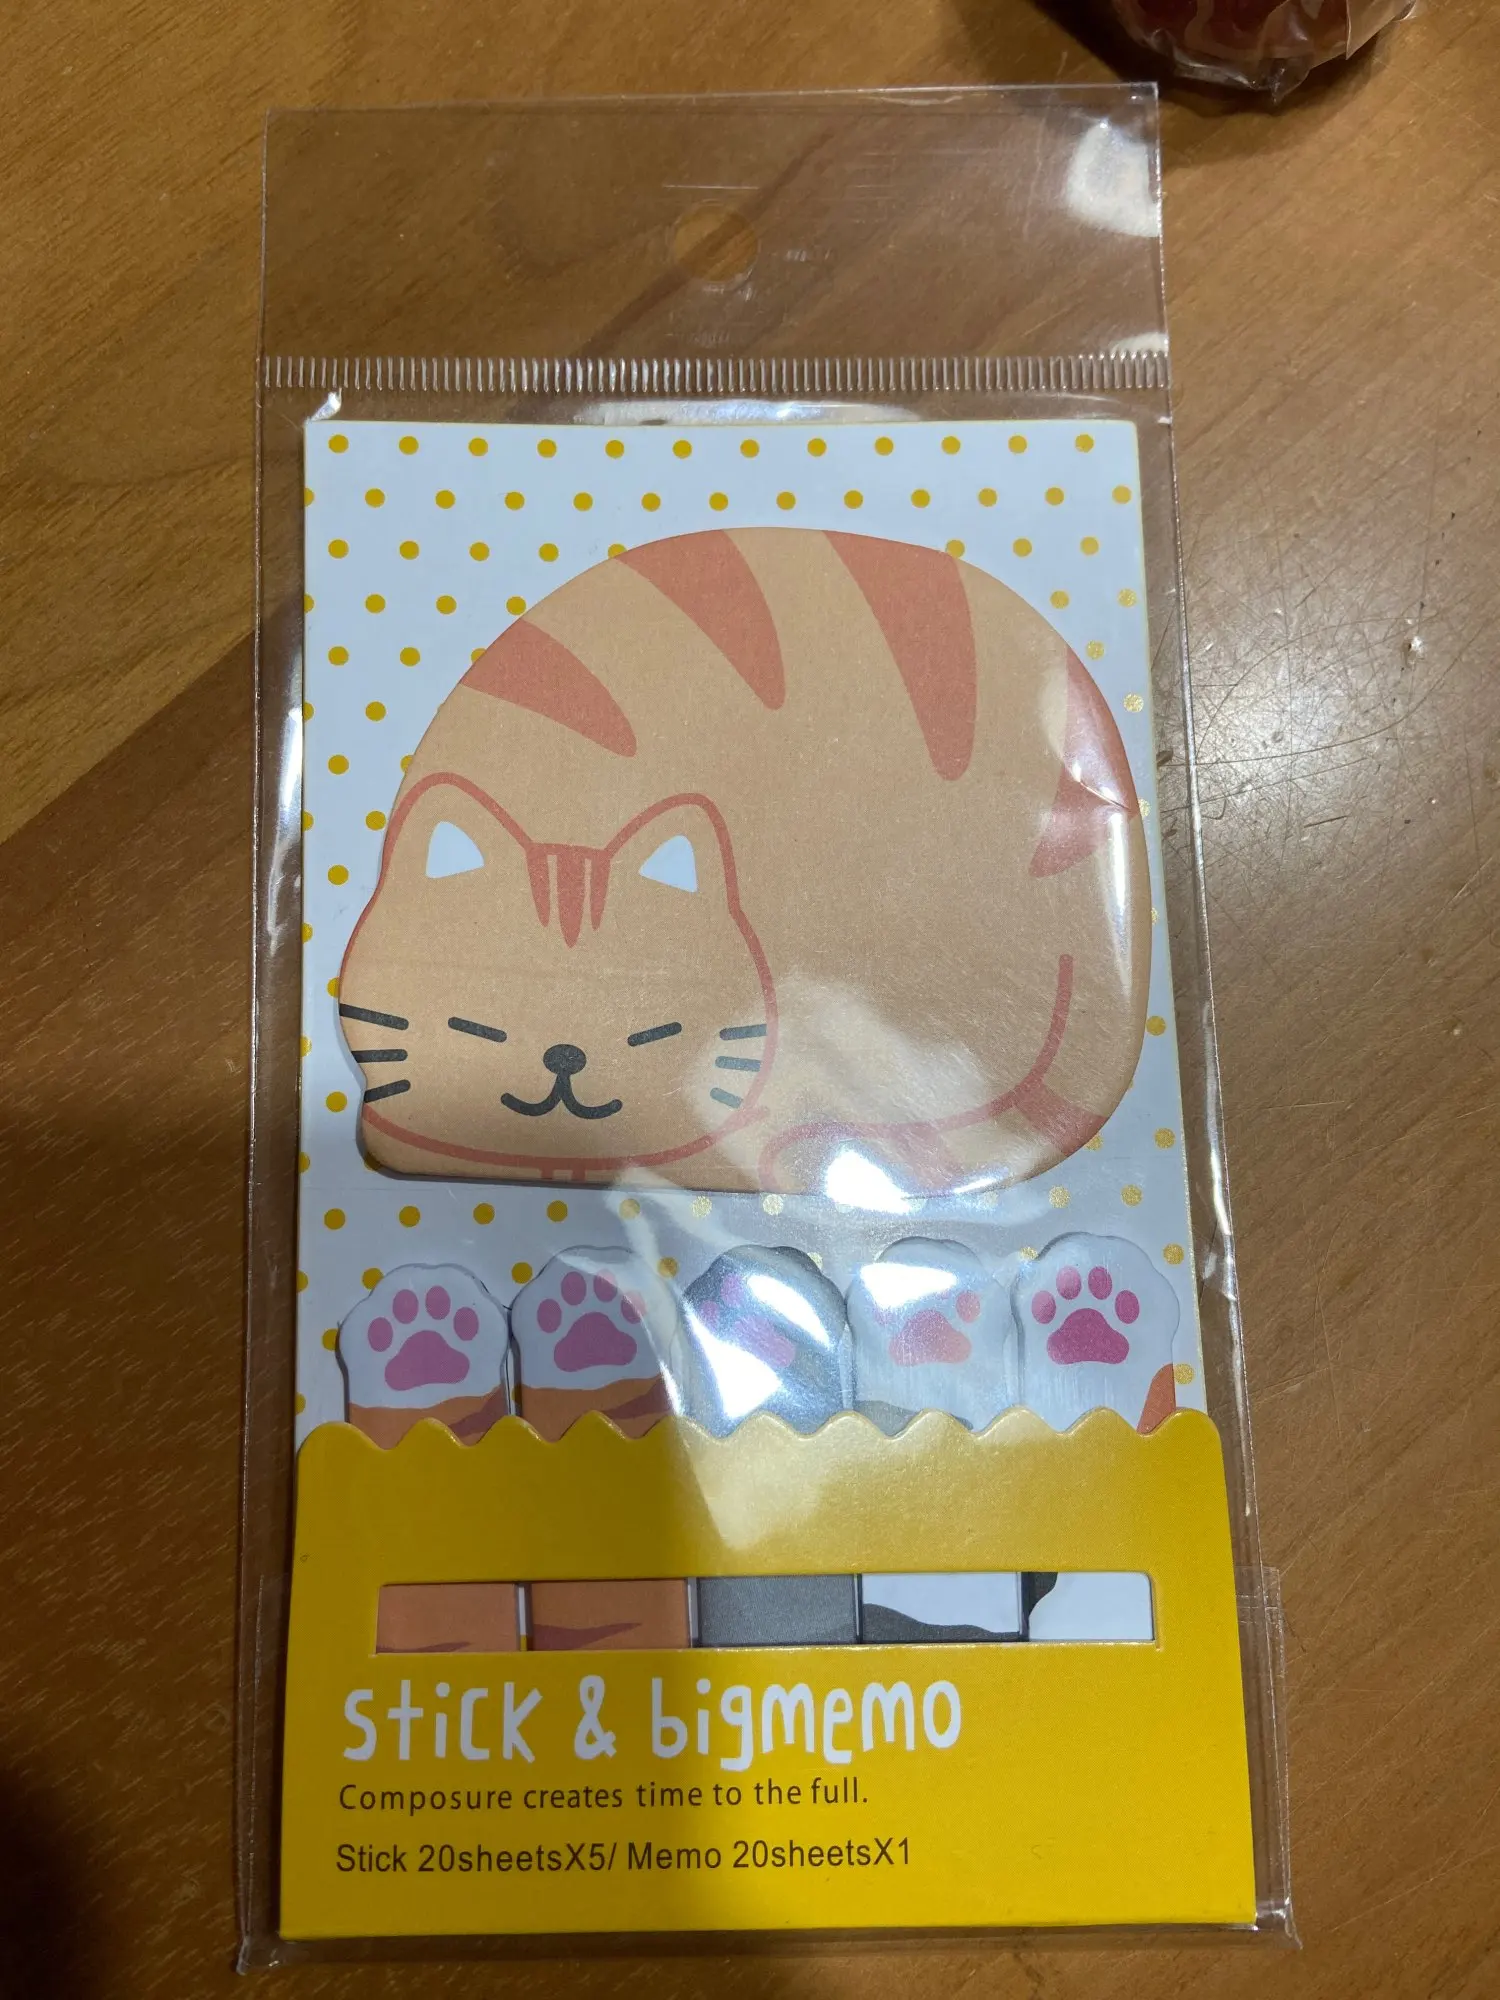 Stick & bigmemo
Composure creates time to the full.
Stick 20sheetsX5/ Memo 20sheetsX1